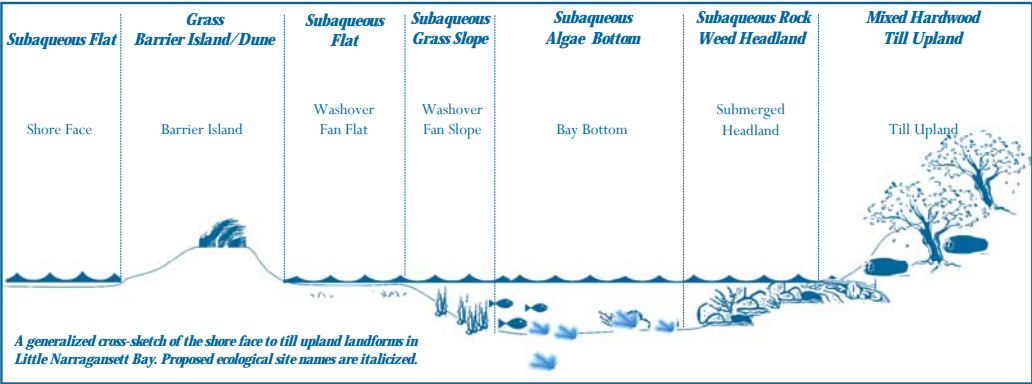 Subaqueous Flat
Grass
Barrier Island/Dune
Subaqueous
Flat
Subaqueous
Grass Slope
Subaqueous
Algae Bottom
Subaqueous Rock
Weed Headland
Mixed Hardwood
Till Upland
Shore Face
Barrier Island
Washover
Fan Flat
Washover
Fan Slope
Bay Bottom
Submerged
Headland
Till Upland
A generalized cross-sketch of the shore face to till upland landforms in
Little Narragansett Bay. Proposed ecological site names are italicized.